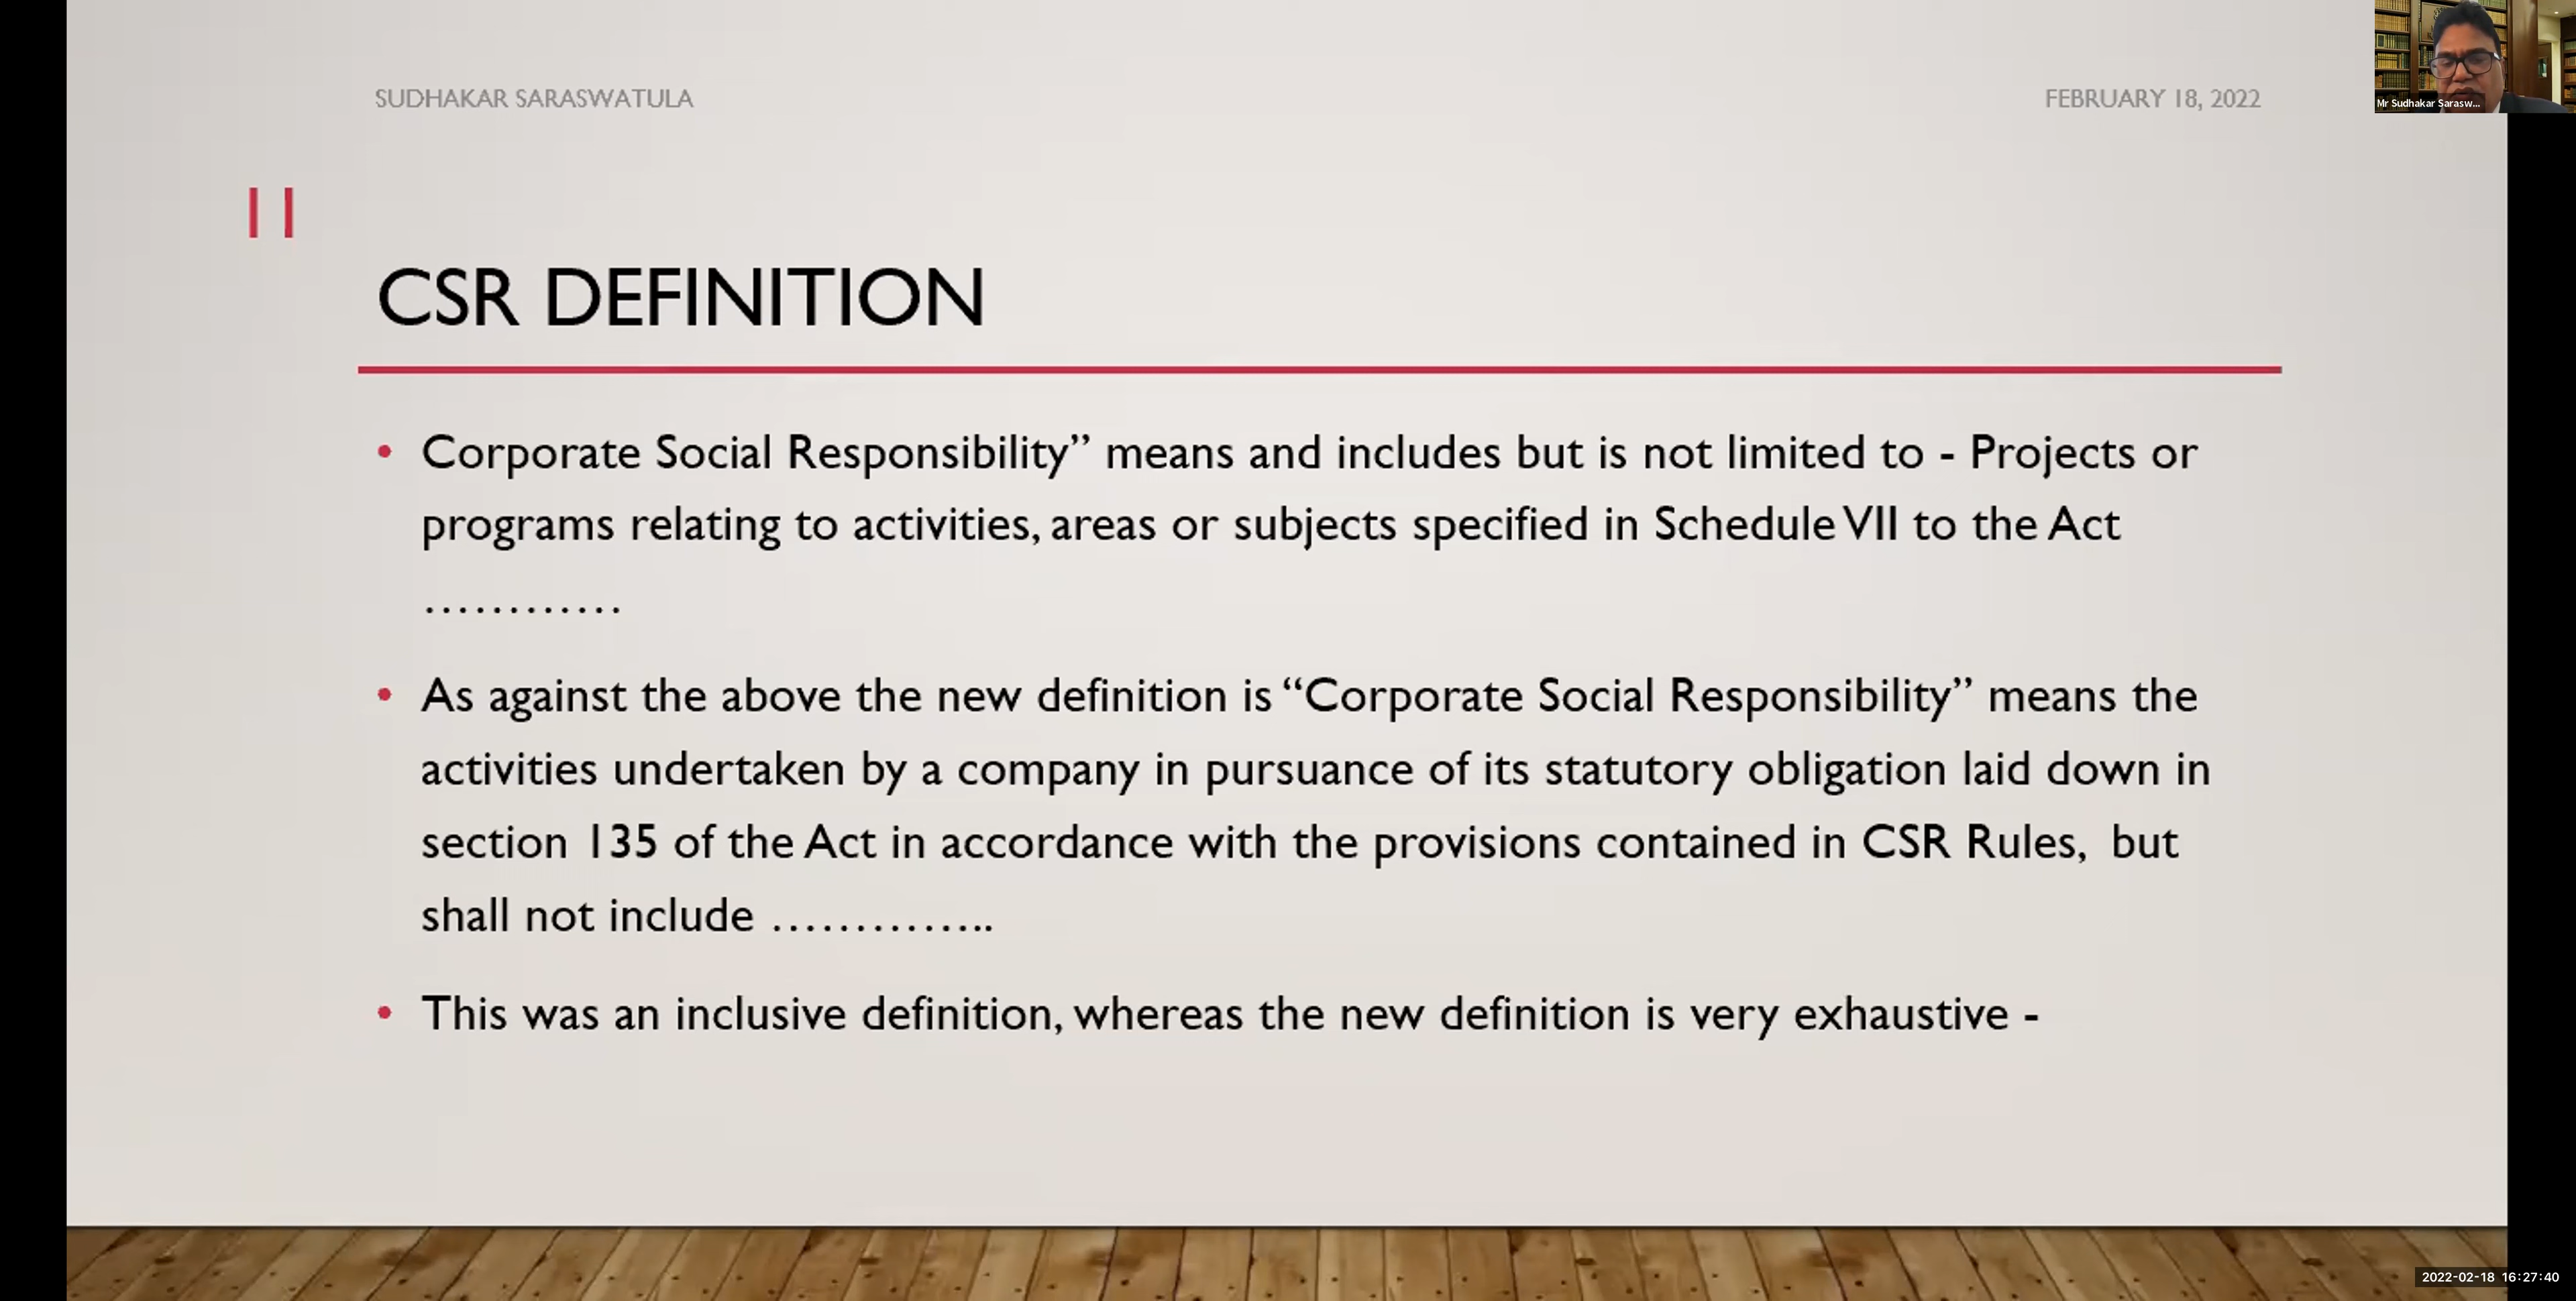 SUDHAKAR SARASWATULA
FEBRUARY 18, 2022
Mr Sudhakar Sarasw...
11
CSR DEFINITION
• Corporate Social Responsibility” means and includes but is not limited to - Projects or
programs relating to activities, areas or subjects specified in Schedule VII to the Act
…………
• As against the above the new definition is “Corporate Social Responsibility” means the
activities undertaken by a company in pursuance of its statutory obligation laid down in
section 135 of the Act in accordance with the provisions contained in CSR Rules,  but
shall not include …………..
• This was an inclusive definition, whereas the new definition is very exhaustive -
2022-02-18 16:27:40